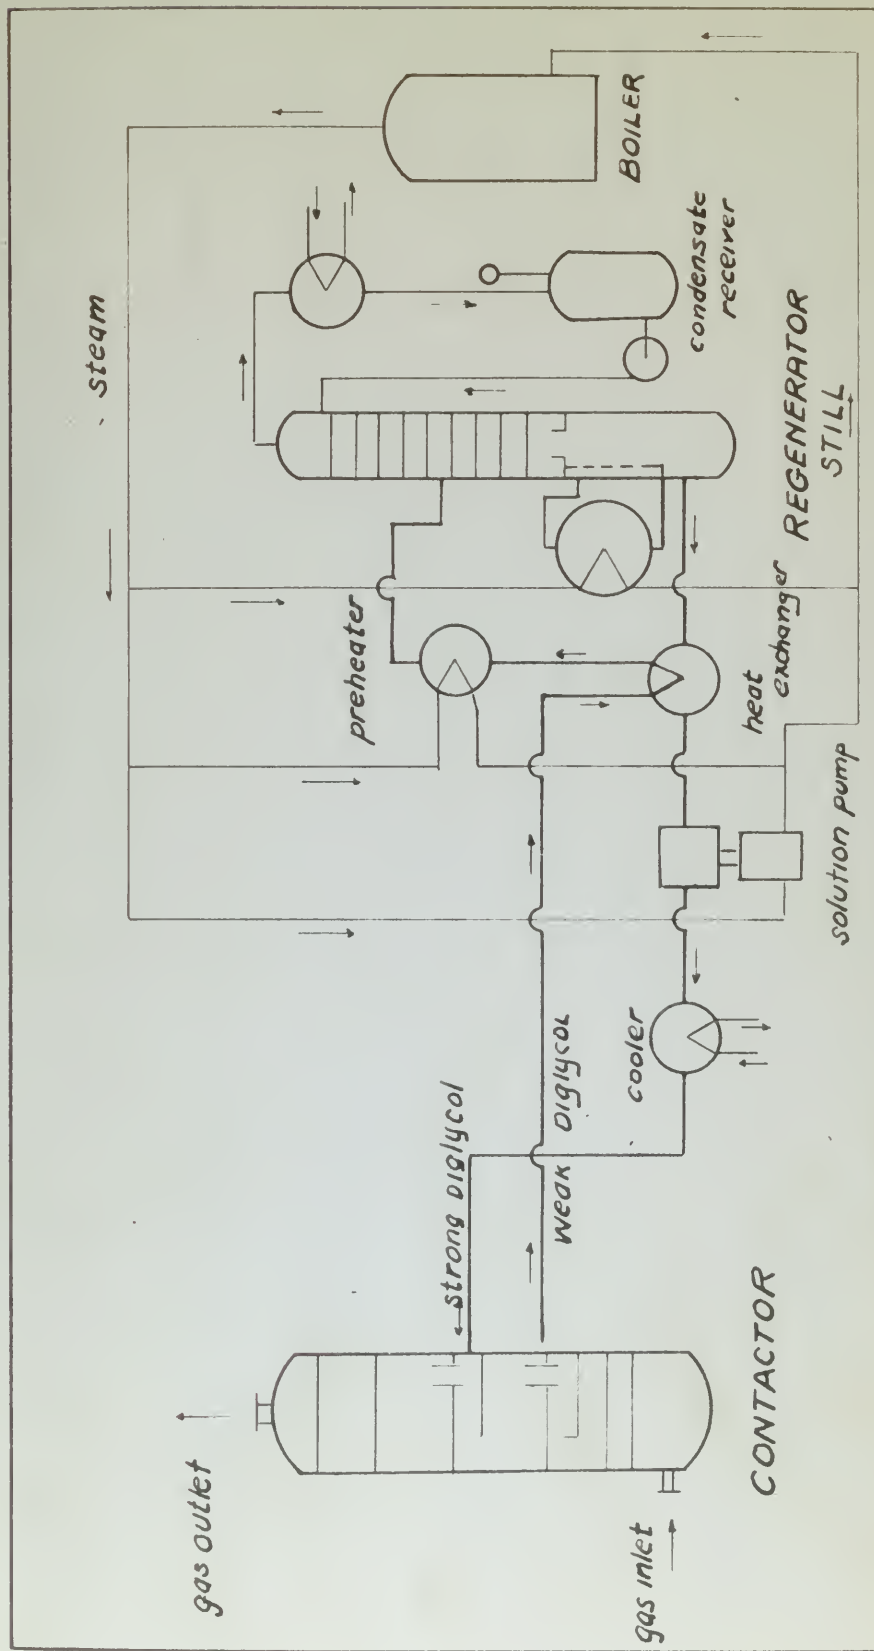 gas outlet
gas inlet
CONTACTOR
strong DIglycol
weak DIglycol
cooler
solution pump
heat
exchanger
preheater
steam
REGENERATOR
STILL
condensate
receiver
BOILER